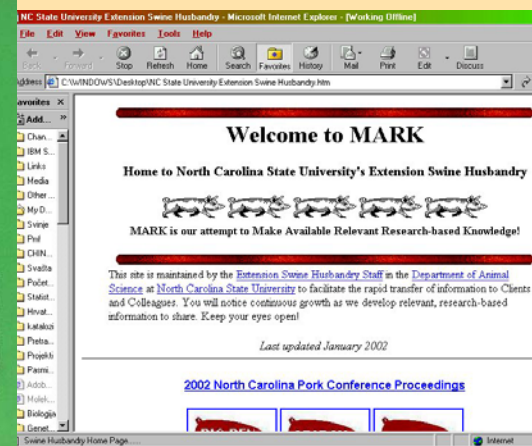 NC State University Extension Swine Husbandry - Microsoft Internet Explorer - [Working Offline]
File Edit View Favorites Tools Help
Back Forward Stop Refresh Home Search Favorites History Mail Print Edit Discuss
Address C:\WINDOWS\Desktop\NC State University Extension Swine Husbandry.htm
Favorites ×
Add... »
Chan...
IBM S...
Links
Media
Other ...
My D...
Svinje
Prnf
CHIN...
Svašta
Počet...
Statist...
Hrvat...
katalozi
Pretra...
Projekti
Pasmi...
Adob...
Molek...
Biologija
Genet...
Welcome to MARK
Home to North Carolina State University's Extension Swine Husbandry
MARK is our attempt to Make Available Relevant Research-based Knowledge!
This site is maintained by the Extension Swine Husbandry Staff in the Department of Animal
Science at North Carolina State University to facilitate the rapid transfer of information to Clients
and Colleagues. You will notice continuous growth as we develop relevant, research-based
information to share. Keep your eyes open!
Last updated January 2002
2002 North Carolina Pork Conference Proceedings
Swine Husbandry Home Page..... Internet